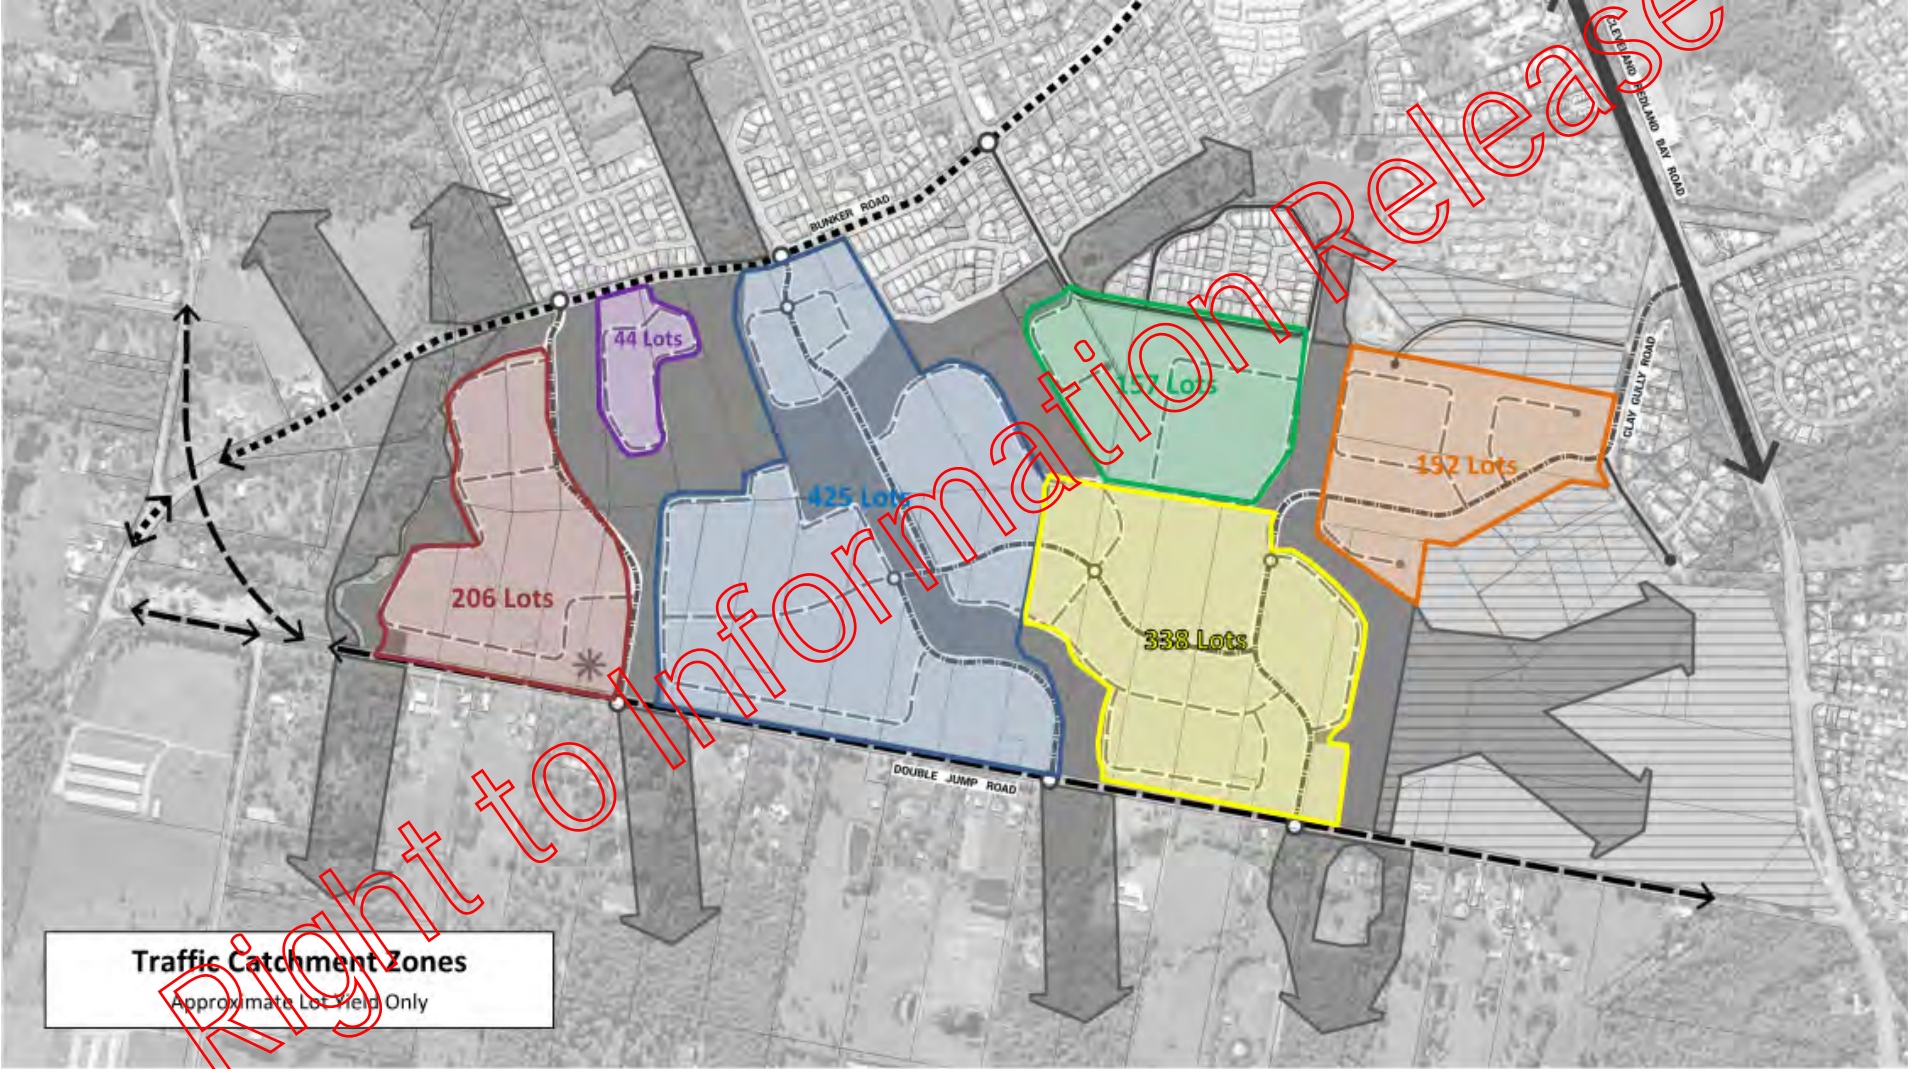 CLEVELAND REDLAND BAY ROAD
BUNKER ROAD
44 Lots
157 Lots
CLAY GULLY ROAD
152 Lots
425 Lots
206 Lots
338 Lots
DOUBLE JUMP ROAD
Right to Information Release
Traffic Catchment Zones
Approximate Lot Yield Only